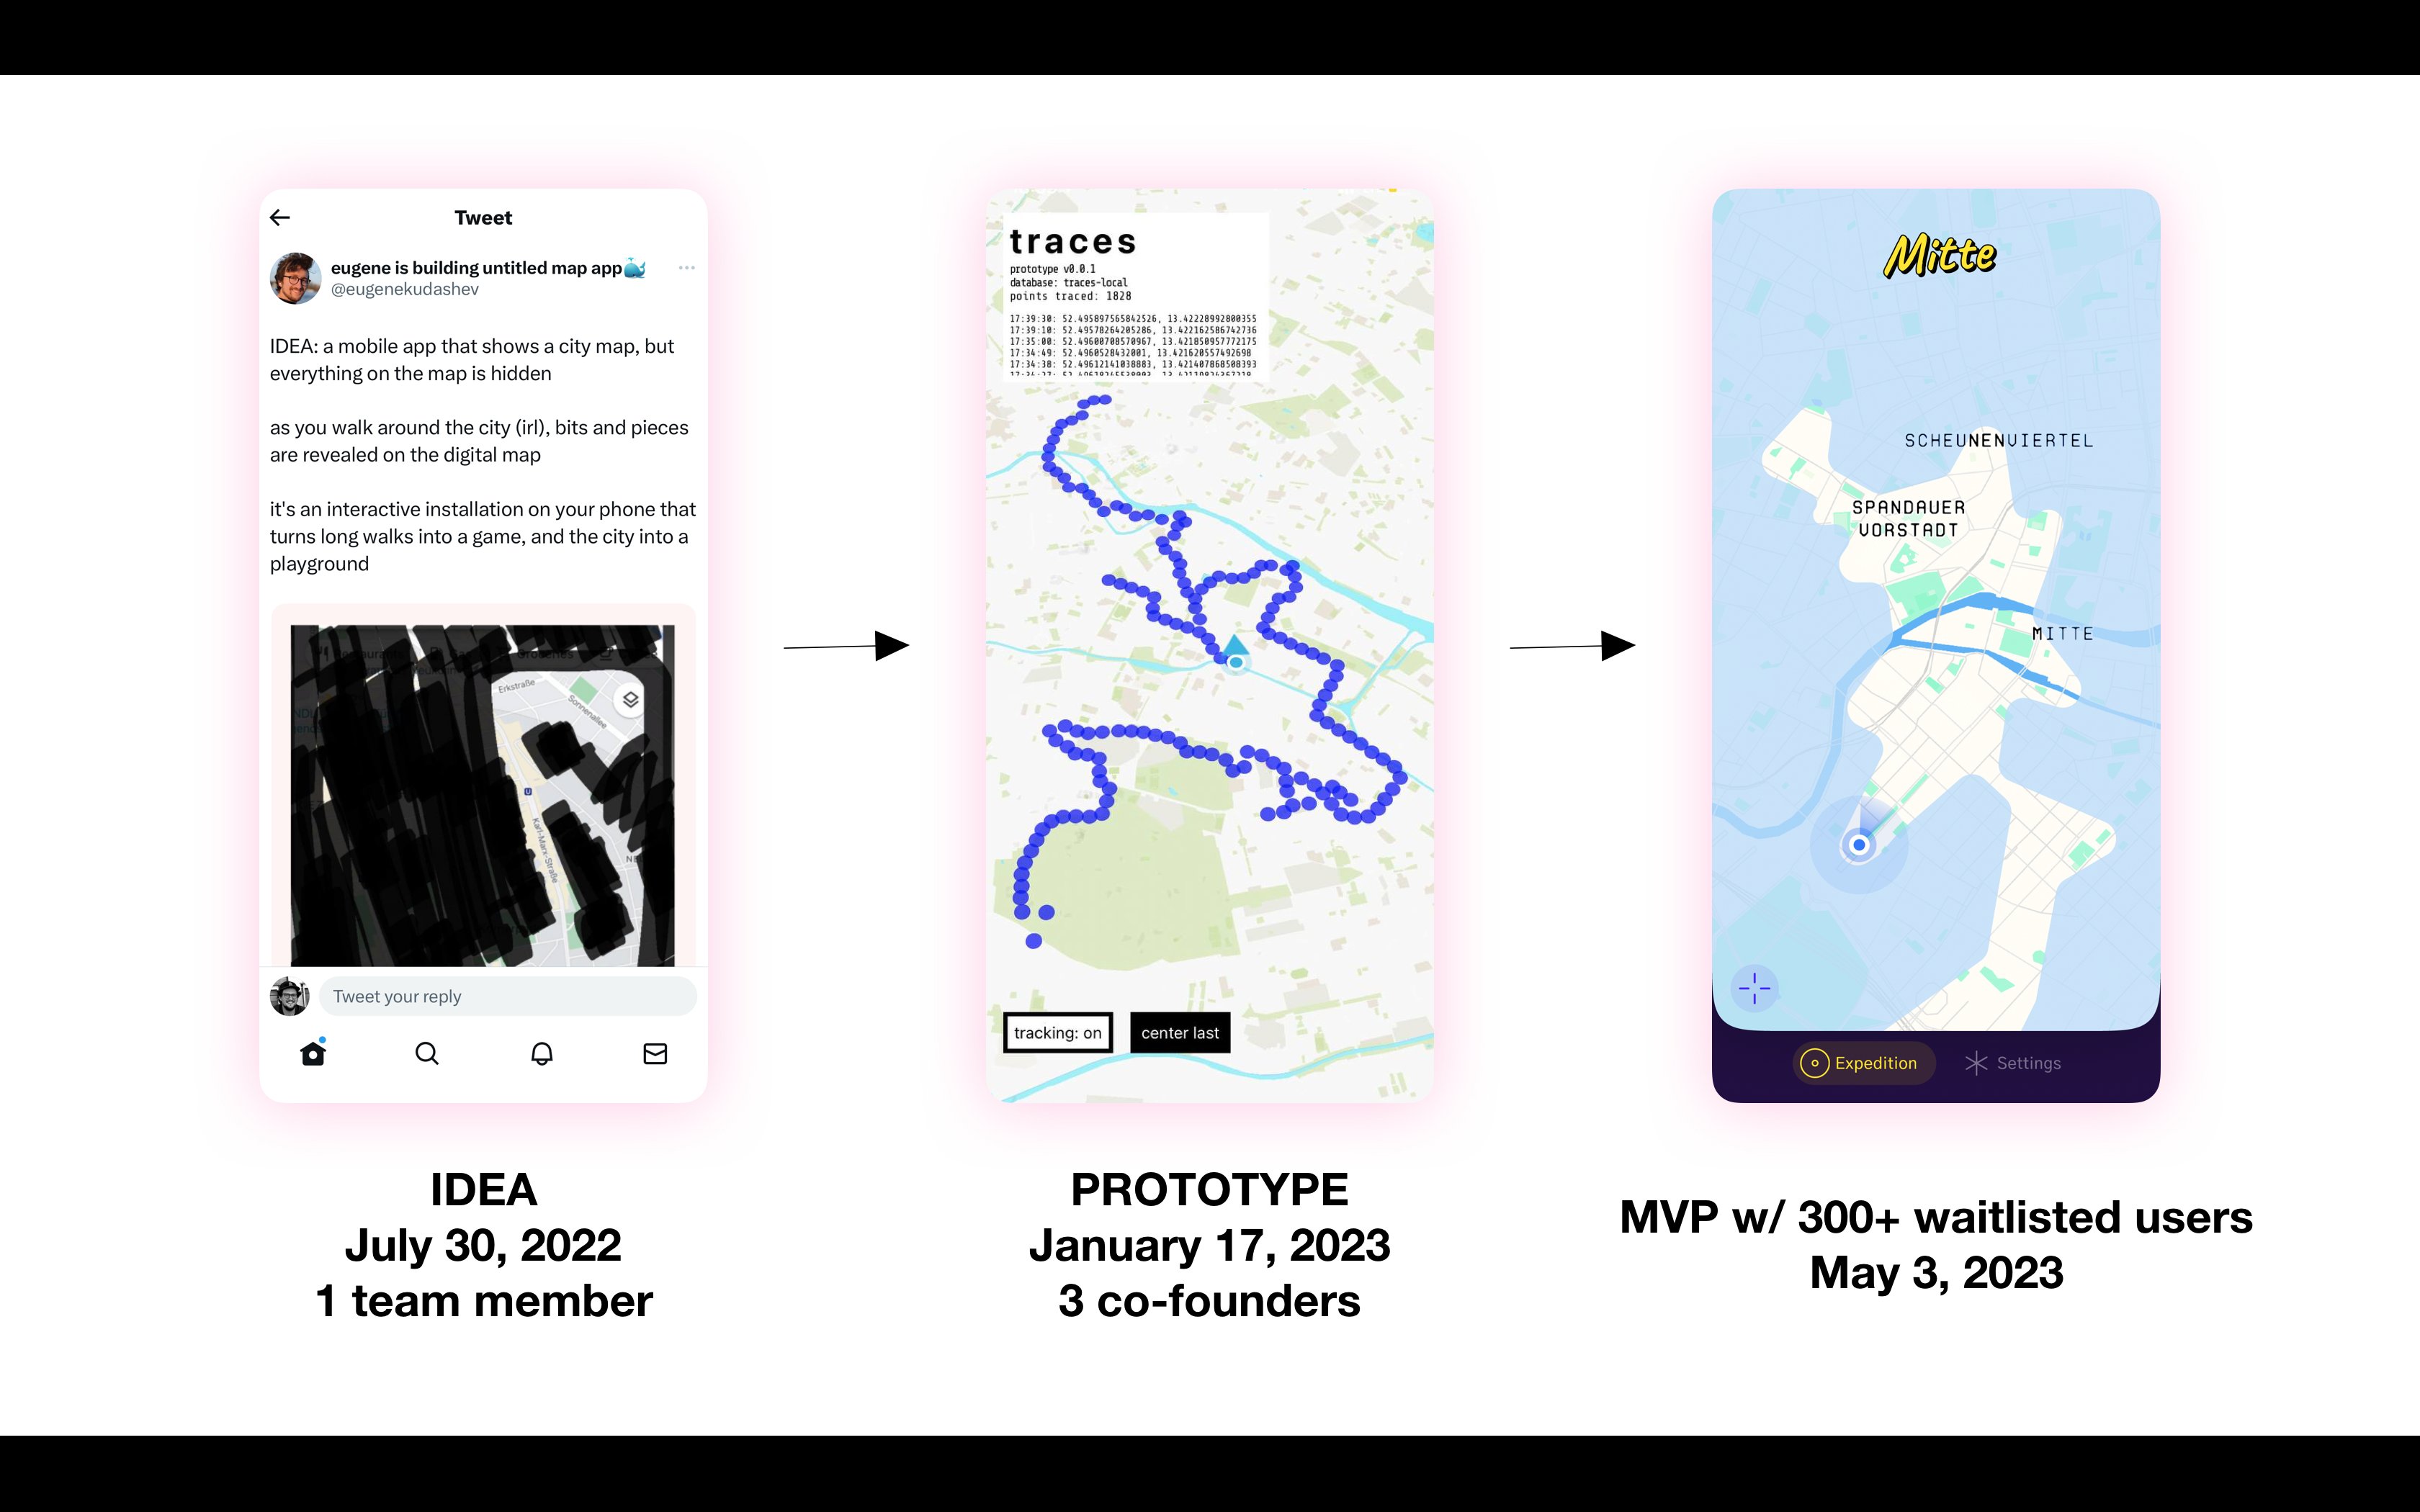 Tweet
eugene is building untitled map app🐳
@eugenekudashev
IDEA: a mobile app that shows a city map, but
everything on the map is hidden
as you walk around the city (irl), bits and pieces
are revealed on the digital map
it's an interactive installation on your phone that
turns long walks into a game, and the city into a
playground
Erkstraße
Sonnenallee
Karl-Marx-Straße
Tweet your reply
IDEA
July 30, 2022
1 team member
traces
prototype v0.0.1
database: traces-local
points traced: 1828
17:39:30: 52.495897565842526, 13.42228992800355
17:39:10: 52.49578264205286, 13.422162586742736
17:35:00: 52.49600708570967, 13.421850957772175
17:34:49: 52.4960528432001, 13.421620557492698
17:34:38: 52.49612141038883, 13.421407868508393
tracking: on
center last
PROTOTYPE
January 17, 2023
3 co-founders
Mitte
SCHEUNENVIERTEL
SPANDAUER
VORSTADT
MITTE
Expedition
Settings
MVP w/ 300+ waitlisted users
May 3, 2023